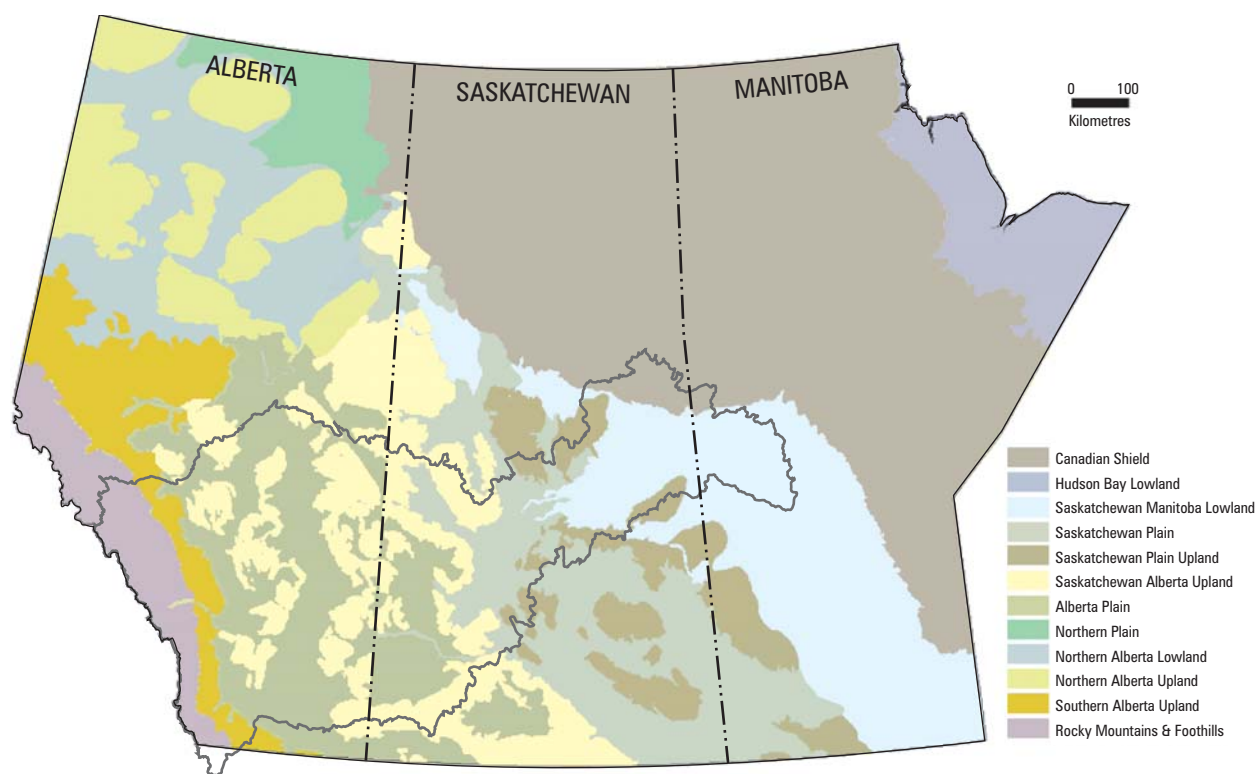 ALBERTA
SASKATCHEWAN
MANITOBA
0 100
Kilometres
Canadian Shield
Hudson Bay Lowland
Saskatchewan Manitoba Lowland
Saskatchewan Plain
Saskatchewan Plain Upland
Saskatchewan Alberta Upland
Alberta Plain
Northern Plain
Northern Alberta Lowland
Northern Alberta Upland
Southern Alberta Upland
Rocky Mountains & Foothills